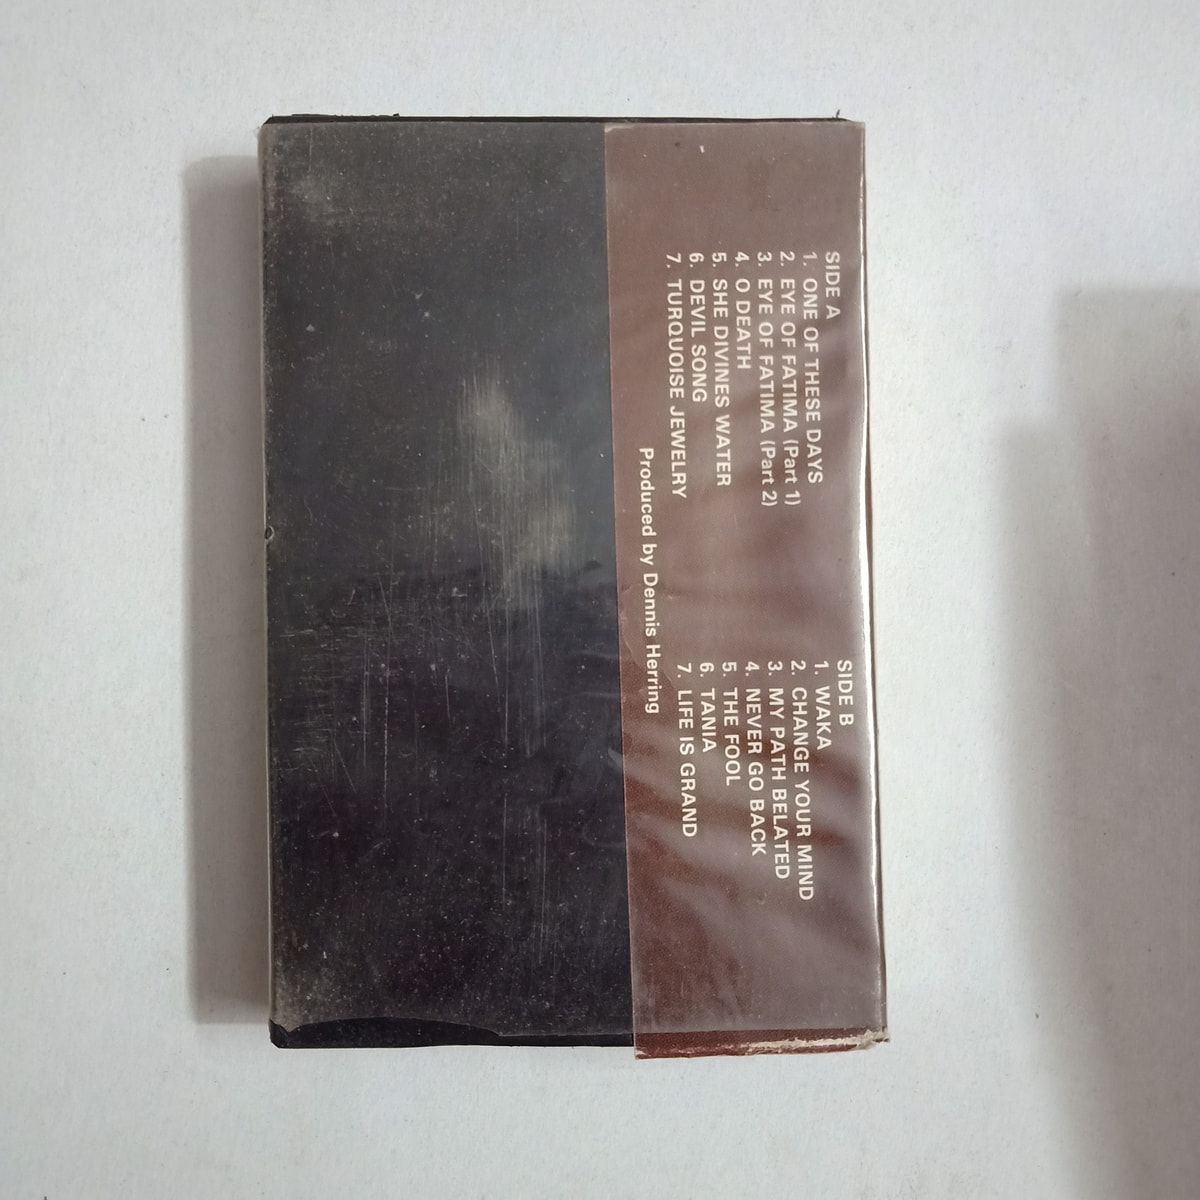 SIDE A
1. ONE OF THESE DAYS
2. EYE OF FATIMA (Part 1)
3. EYE OF FATIMA (Part 2)
4. O DEATH
5. SHE DIVINES WATER
6. DEVIL SONG
7. TURQUOISE JEWELRY
SIDE B
1. WAKA
2. CHANGE YOUR MIND
3. MY PATH BELATED
4. NEVER GO BACK
5. THE FOOL
6. TANIA
7. LIFE IS GRAND
Produced by Dennis Herring